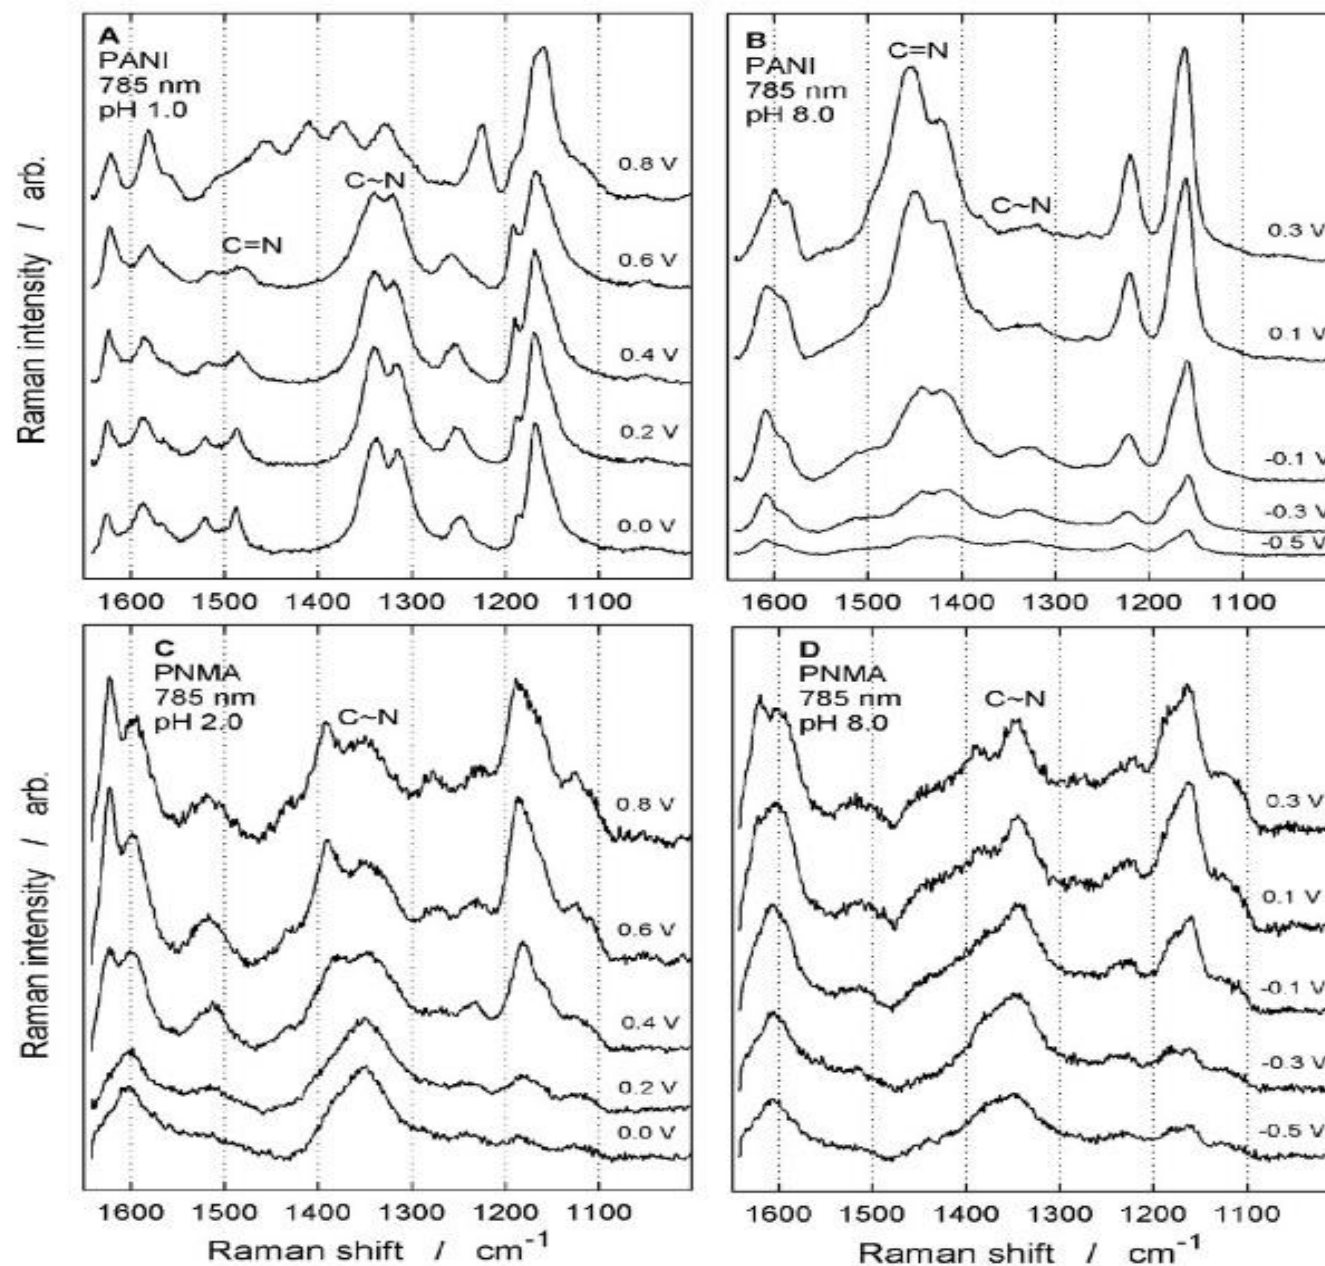 A
PANI
785 nm
pH 1.0
C=N
C~N
0.8 V
0.6 V
0.4 V
0.2 V
0.0 V
Raman intensity / arb.
1600 1500 1400 1300 1200 1100
B
PANI
785 nm
pH 8.0
C=N
C~N
0.3 V
0.1 V
-0.1 V
-0.3 V
-0.5 V
1600 1500 1400 1300 1200 1100
C
PNMA
785 nm
pH 2.0
C~N
0.8 V
0.6 V
0.4 V
0.2 V
0.0 V
Raman intensity / arb.
1600 1500 1400 1300 1200 1100
Raman shift / cm-1
D
PNMA
785 nm
pH 8.0
C~N
0.3 V
0.1 V
-0.1 V
-0.3 V
-0.5 V
1600 1500 1400 1300 1200 1100
Raman shift / cm-1